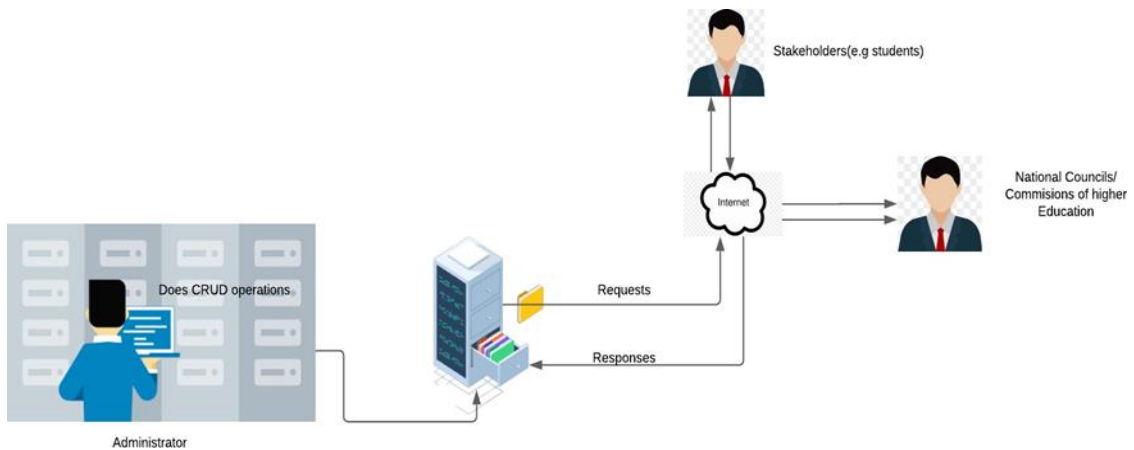 Stakeholders(e.g students)
Internet
National Councils/
Commisions of higher
Education
Does CRUD operations
Requests
Responses
Administrator